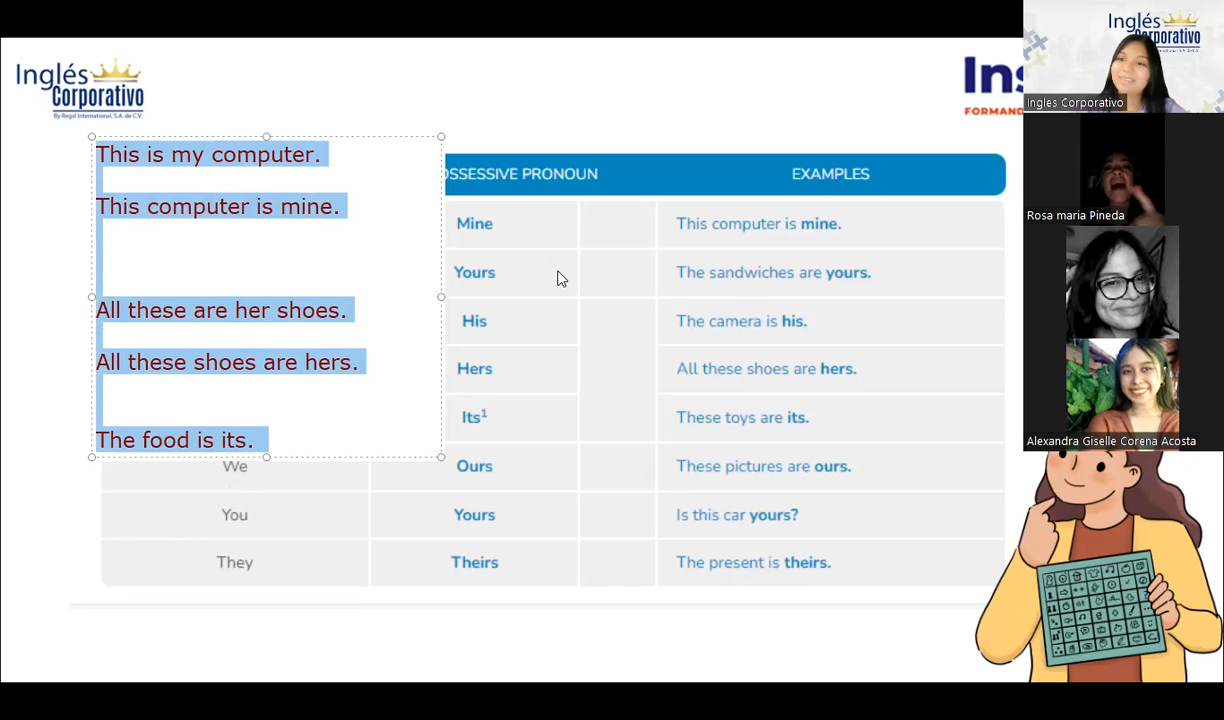 Inglés
Corporativo
By Regal International, S.A. de C.V.
Ins
FORMAND
This is my computer.
This computer is mine.
All these are her shoes.
All these shoes are hers.
The food is its.
OSSESSIVE PRONOUN EXAMPLES
Mine This computer is mine.
Yours The sandwiches are yours.
His The camera is his.
Hers All these shoes are hers.
Its¹ These toys are its.
We Ours These pictures are ours.
You Yours Is this car yours?
They Theirs The present is theirs.
Inglés
Corporativo
Ingles Corporativo
Rosa maria Pineda
Alexandra Giselle Corena Acosta